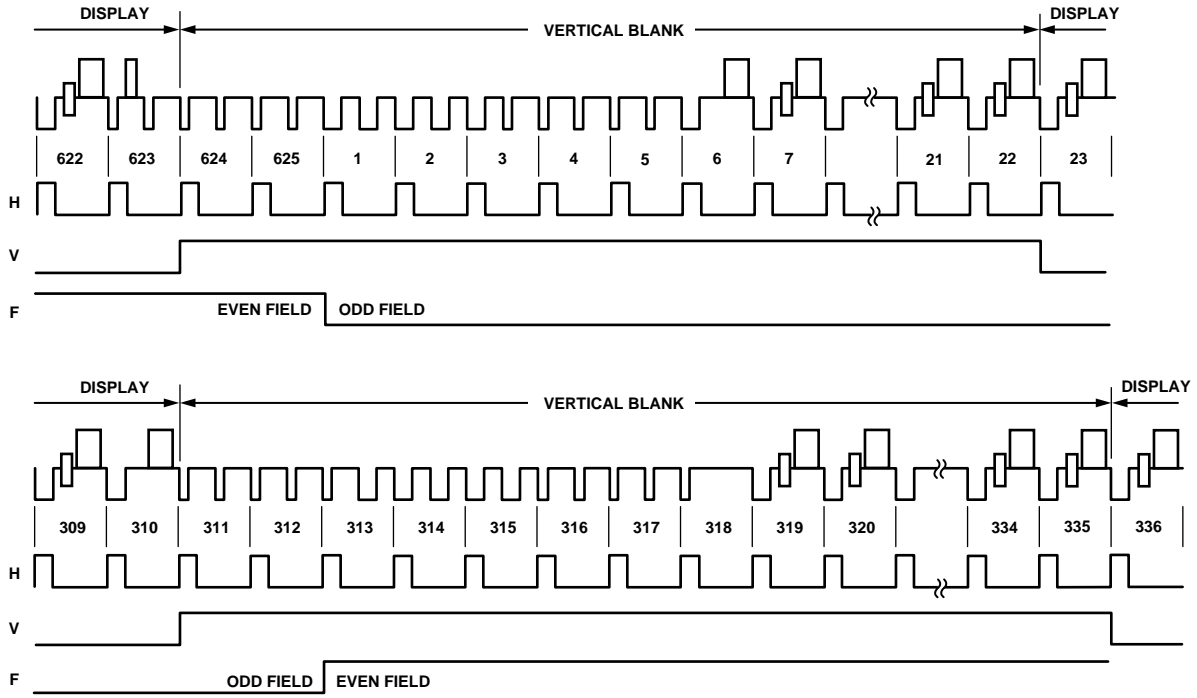 DISPLAY VERTICAL BLANK DISPLAY
622 623 624 625 1 2 3 4 5 6 7 21 22 23
H
V
F EVEN FIELD ODD FIELD
DISPLAY VERTICAL BLANK DISPLAY
309 310 311 312 313 314 315 316 317 318 319 320 334 335 336
H
V
F ODD FIELD EVEN FIELD